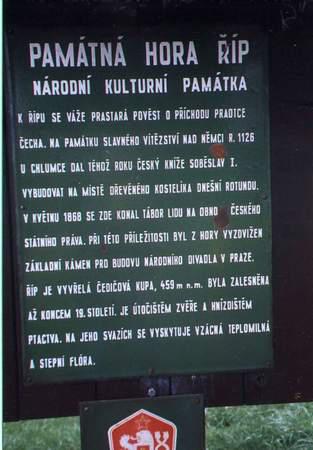 PAMÁTNÁ HORA ŘÍP
NÁRODNÍ KULTURNÍ PAMÁTKA
K ŘÍPU SE VÁŽE PRASTARÁ POVĚST O PŘÍCHODU PRAOTCE
ČECHA. NA PAMÁTKU SLAVNÉHO VÍTĚZSTVÍ NAD NĚMCI R. 1126
U CHLUMCE DAL TÉHOŽ ROKU ČESKÝ KNÍŽE SOBĚSLAV I.
VYBUDOVAT NA MÍSTĚ DŘEVĚNÉHO KOSTELÍKA DNEŠNÍ ROTUNDU.
V KVĚTNU 1868 SE ZDE KONAL TÁBOR LIDU NA OBNO ČESKÉHO
STÁTNÍHO PRÁVA. PŘI TÉTO PŘÍLEŽITOSTI BYL Z HORY VYZDVIŽEN
ZÁKLADNÍ KÁMEN PRO BUDOVU NÁRODNÍHO DIVADLA V PRAZE.
ŘÍP JE VYVŘELÁ ČEDIČOVÁ KUPA, 459 m n. m. BYLA ZALESNĚNA
AŽ KONCEM 19. STOLETÍ. JE ÚTOČIŠTĚM ZVĚŘE A HNÍZDIŠTĚM
PTACTVA. NA JEHO SVAZÍCH SE VYSKYTUJE VZÁCNÁ TEPLOMILNÁ
A STEPNÍ FLÓRA.